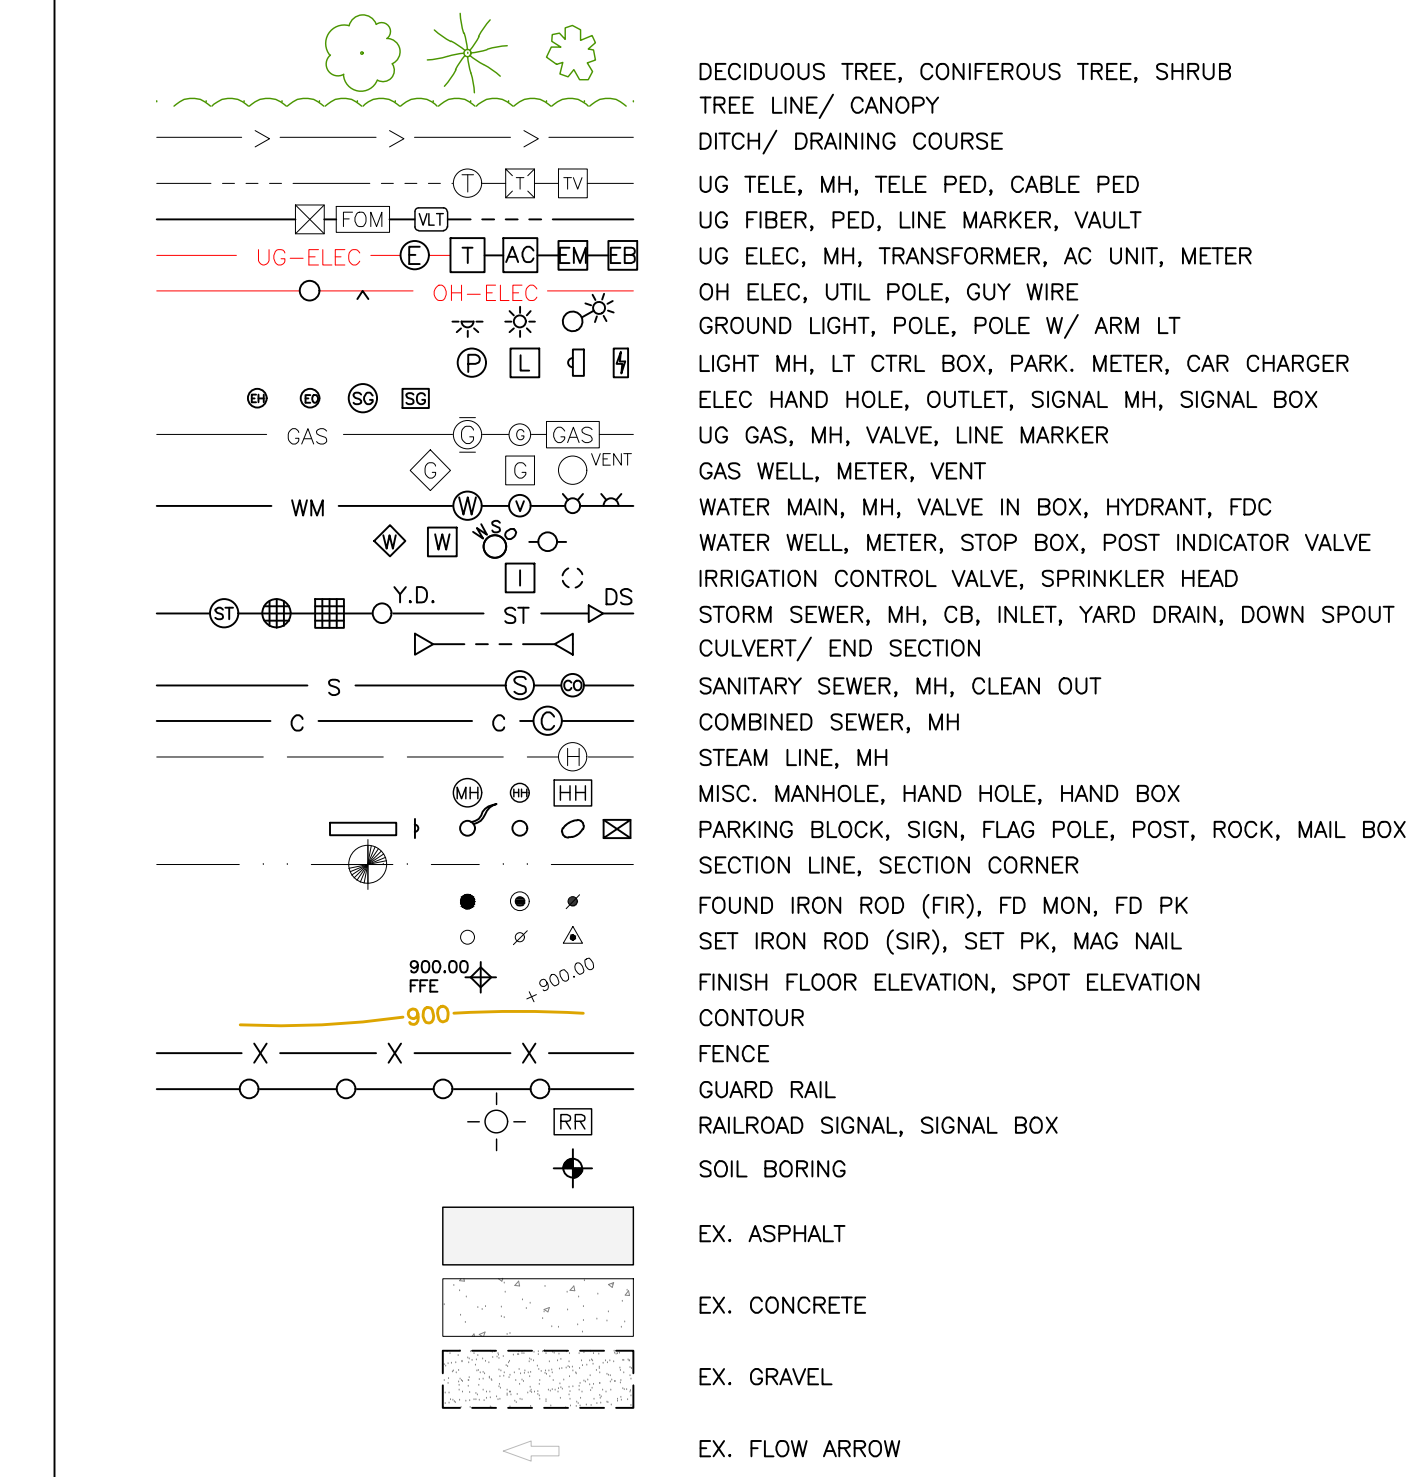 DECIDUOUS TREE, CONIFEROUS TREE, SHRUB
TREE LINE/ CANOPY
> > > DITCH/ DRAINING COURSE
T T TV UG TELE, MH, TELE PED, CABLE PED
FOM VLT UG FIBER, PED, LINE MARKER, VAULT
UG-ELEC E T AC EM EB UG ELEC, MH, TRANSFORMER, AC UNIT, METER
OH-ELEC OH ELEC, UTIL POLE, GUY WIRE
GROUND LIGHT, POLE, POLE W/ ARM LT
P L LIGHT MH, LT CTRL BOX, PARK. METER, CAR CHARGER
EH EO SG SG ELEC HAND HOLE, OUTLET, SIGNAL MH, SIGNAL BOX
GAS G G GAS UG GAS, MH, VALVE, LINE MARKER
G G VENT GAS WELL, METER, VENT
WM W V WATER MAIN, MH, VALVE IN BOX, HYDRANT, FDC
W W WSO WATER WELL, METER, STOP BOX, POST INDICATOR VALVE
I IRRIGATION CONTROL VALVE, SPRINKLER HEAD
ST Y.D. ST DS STORM SEWER, MH, CB, INLET, YARD DRAIN, DOWN SPOUT
CULVERT/ END SECTION
S S CO SANITARY SEWER, MH, CLEAN OUT
C C C COMBINED SEWER, MH
H STEAM LINE, MH
MH HH HH MISC. MANHOLE, HAND HOLE, HAND BOX
PARKING BLOCK, SIGN, FLAG POLE, POST, ROCK, MAIL BOX
SECTION LINE, SECTION CORNER
FOUND IRON ROD (FIR), FD MON, FD PK
SET IRON ROD (SIR), SET PK, MAG NAIL
900.00 FFE +900.00 FINISH FLOOR ELEVATION, SPOT ELEVATION
900 CONTOUR
X X X FENCE
GUARD RAIL
RR RAILROAD SIGNAL, SIGNAL BOX
SOIL BORING
EX. ASPHALT
EX. CONCRETE
EX. GRAVEL
EX. FLOW ARROW